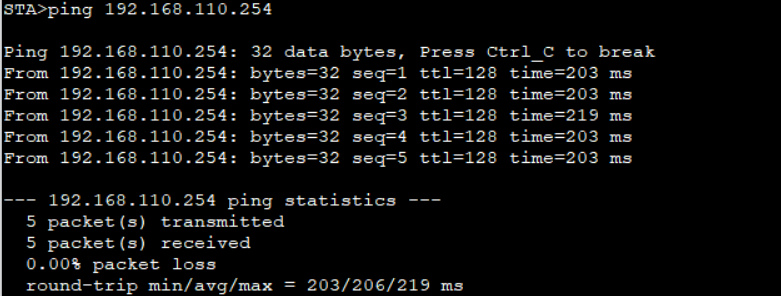 STA>ping 192.168.110.254
Ping 192.168.110.254: 32 data bytes, Press Ctrl_C to break
From 192.168.110.254: bytes=32 seq=1 ttl=128 time=203 ms
From 192.168.110.254: bytes=32 seq=2 ttl=128 time=203 ms
From 192.168.110.254: bytes=32 seq=3 ttl=128 time=219 ms
From 192.168.110.254: bytes=32 seq=4 ttl=128 time=203 ms
From 192.168.110.254: bytes=32 seq=5 ttl=128 time=203 ms
--- 192.168.110.254 ping statistics ---
5 packet(s) transmitted
5 packet(s) received
0.00% packet loss
round-trip min/avg/max = 203/206/219 ms